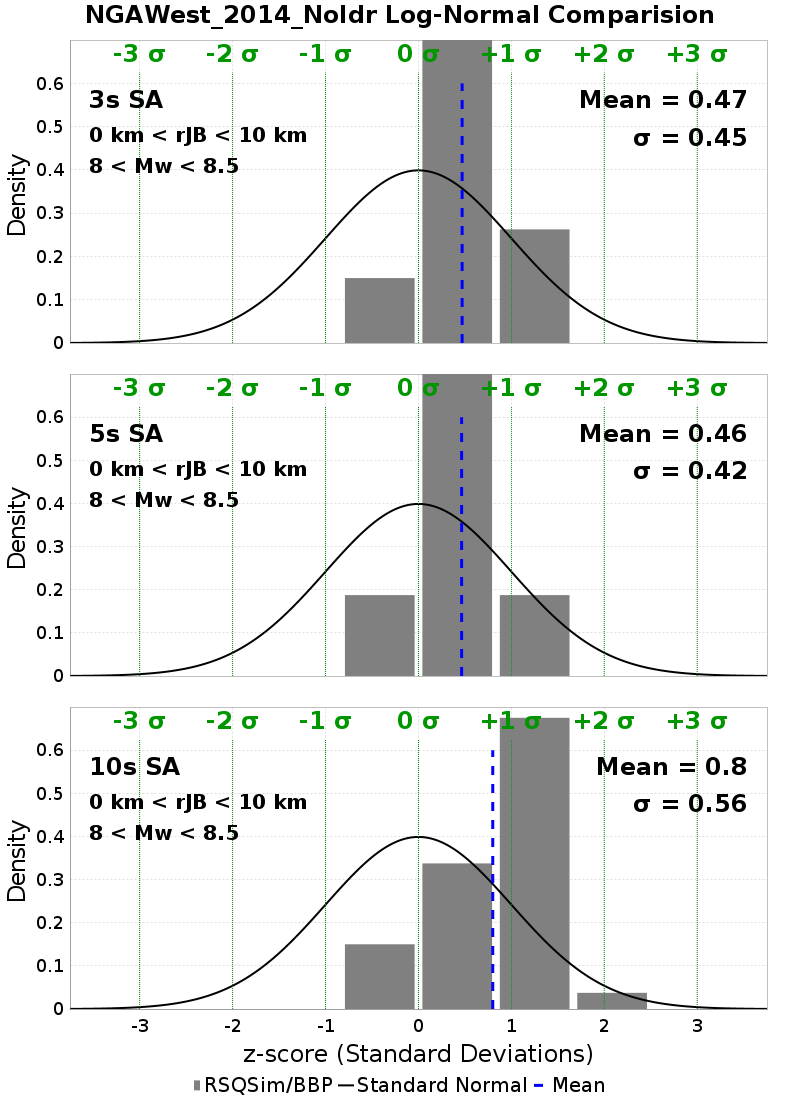 NGAWest_2014_NoIdr Log-Normal Comparision
-3 σ -2 σ -1 σ 0 σ +1 σ +2 σ +3 σ
0.6
3s SA
Mean = 0.47
0.5
0 km < rJB < 10 km
σ = 0.45
8 < Mw < 8.5
0.4
0.3
0.2
0.1
0
Density
-3 σ -2 σ -1 σ 0 σ +1 σ +2 σ +3 σ
0.6
5s SA
Mean = 0.46
0.5
0 km < rJB < 10 km
σ = 0.42
8 < Mw < 8.5
0.4
0.3
0.2
0.1
0
Density
-3 σ -2 σ -1 σ 0 σ +1 σ +2 σ +3 σ
0.6
10s SA
Mean = 0.8
0.5
0 km < rJB < 10 km
σ = 0.56
8 < Mw < 8.5
0.4
0.3
0.2
0.1
0
Density
-3 -2 -1 0 1 2 3
z-score (Standard Deviations)
RSQSim/BBP Standard Normal Mean